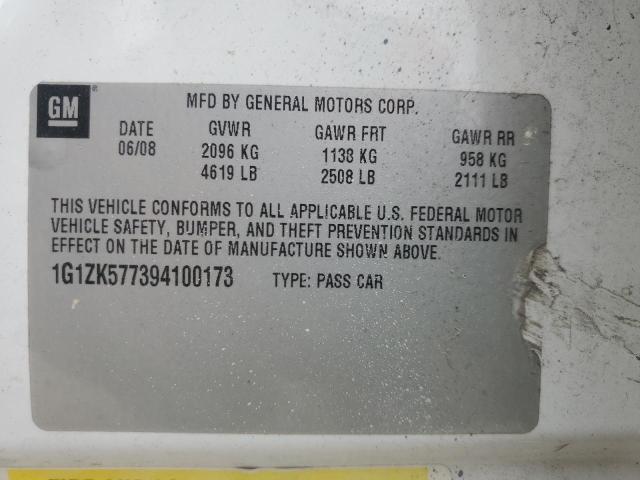 GM ®
MFD BY GENERAL MOTORS CORP.
DATE GVWR GAWR FRT GAWR RR
06/08 2096 KG 1138 KG 958 KG
4619 LB 2508 LB 2111 LB
THIS VEHICLE CONFORMS TO ALL APPLICABLE U.S. FEDERAL MOTOR
VEHICLE SAFETY, BUMPER, AND THEFT PREVENTION STANDARDS IN
EFFECT ON THE DATE OF MANUFACTURE SHOWN ABOVE.
1G1ZK577394100173 TYPE: PASS CAR